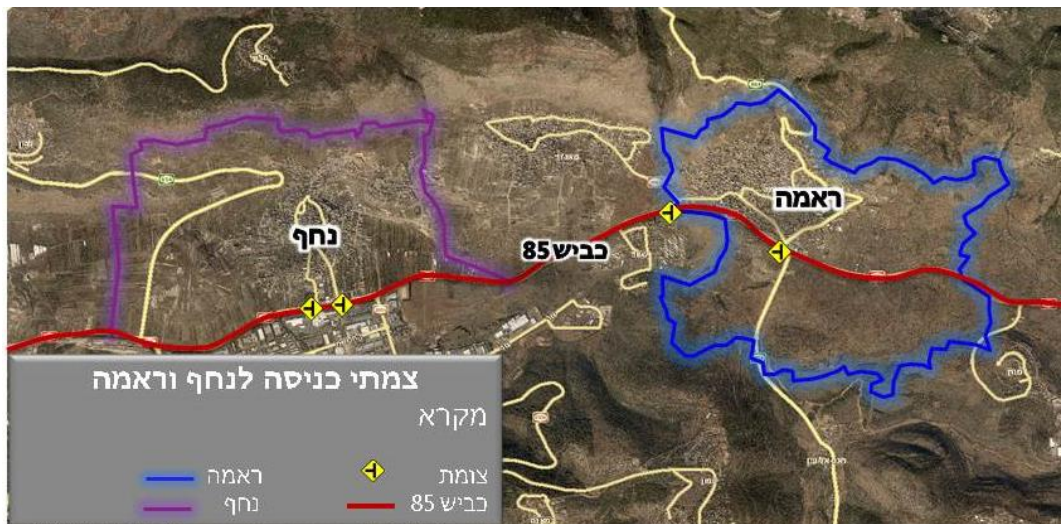 ראמה
נחף
כביש 85
צמתי כניסה לנחף וראמה
מקרא
צומת
ראמה
כביש 85
נחף